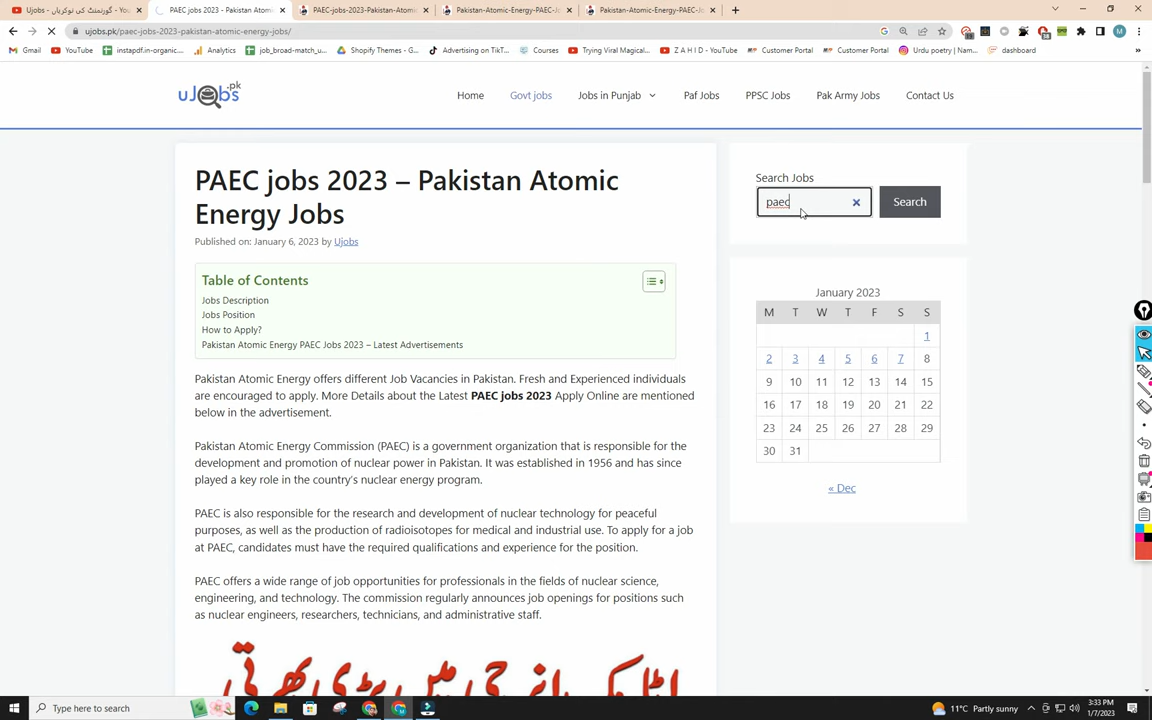 Ujobs - گورنمنٹ کی نوکریاں - You
PAEC jobs 2023 - Pakistan Atomi
PAEC-jobs-2023-Pakistan-Atomic-
Pakistan-Atomic-Energy-PAEC-Jo
Pakistan-Atomic-Energy-PAEC-Jo
ujobs.pk/paec-jobs-2023-pakistan-atomic-energy-jobs/
Gmail
YouTube
instapdf.in-organic...
Analytics
job_broad-match_u...
Shopify Themes - G...
Advertising on TikT...
Courses
Trying Viral Magical...
Z A H I D - YouTube
Customer Portal
Customer Portal
Urdu poetry | Nam...
dashboard
uJobs.pk
Home
Govt jobs
Jobs in Punjab
Paf Jobs
PPSC Jobs
Pak Army Jobs
Contact Us
PAEC jobs 2023 – Pakistan Atomic
Energy Jobs
Published on: January 6, 2023 by Ujobs
Table of Contents
Jobs Description
Jobs Position
How to Apply?
Pakistan Atomic Energy PAEC Jobs 2023 – Latest Advertisements
Pakistan Atomic Energy offers different Job Vacancies in Pakistan. Fresh and Experienced individuals
are encouraged to apply. More Details about the Latest PAEC jobs 2023 Apply Online are mentioned
below in the advertisement.
Pakistan Atomic Energy Commission (PAEC) is a government organization that is responsible for the
development and promotion of nuclear power in Pakistan. It was established in 1956 and has since
played a key role in the country's nuclear energy program.
PAEC is also responsible for the research and development of nuclear technology for peaceful
purposes, as well as the production of radioisotopes for medical and industrial use. To apply for a job
at PAEC, candidates must have the required qualifications and experience for the position.
PAEC offers a wide range of job opportunities for professionals in the fields of nuclear science,
engineering, and technology. The commission regularly announces job openings for positions such
as nuclear engineers, researchers, technicians, and administrative staff.
Search Jobs
paec
Search
January 2023
M T W T F S S
1
2 3 4 5 6 7 8
9 10 11 12 13 14 15
16 17 18 19 20 21 22
23 24 25 26 27 28 29
30 31
« Dec
Type here to search
11°C Partly sunny
3:33 PM
1/7/2023